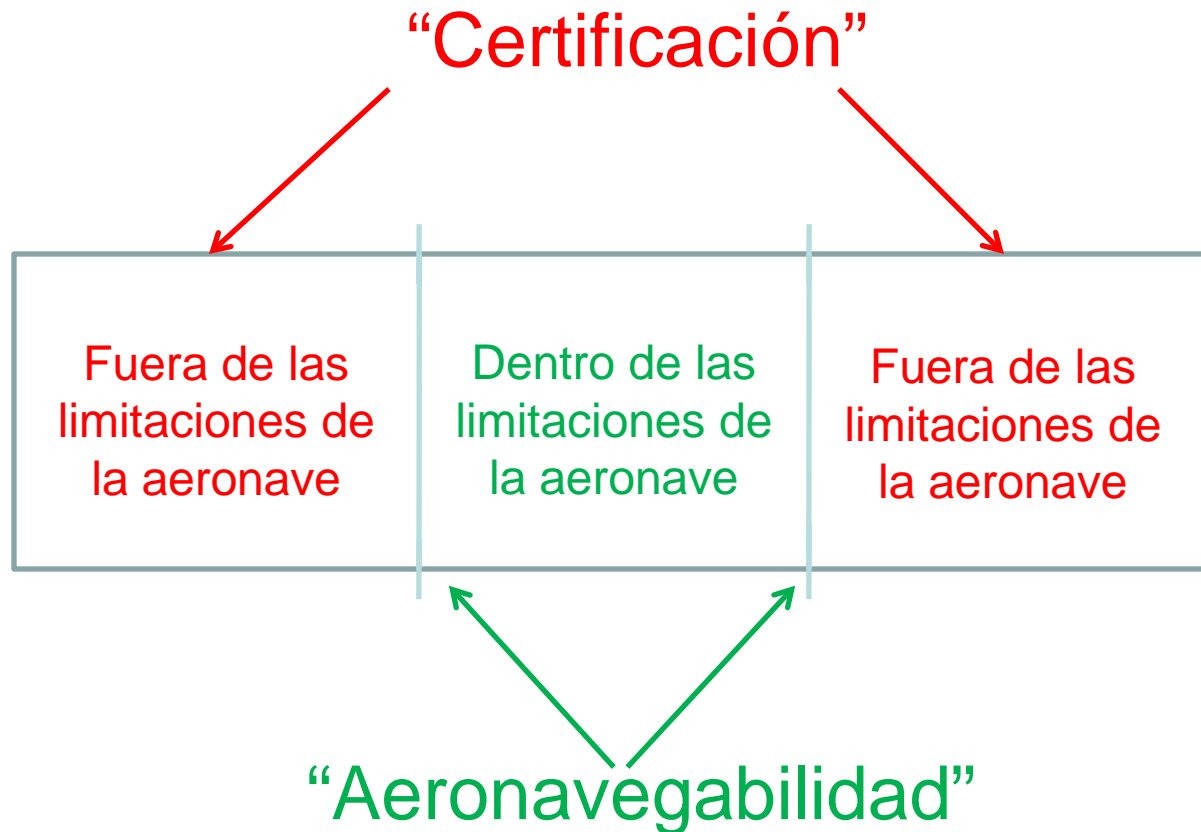 “Certificación”
Fuera de las
limitaciones de
la aeronave
Dentro de las
limitaciones de
la aeronave
Fuera de las
limitaciones de
la aeronave
“Aeronavegabilidad”